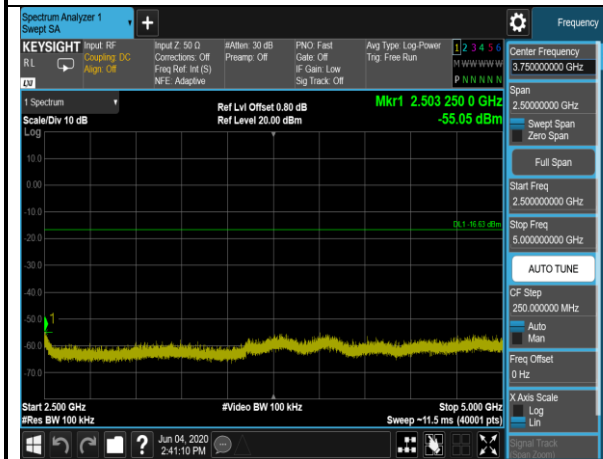 Spectrum Analyzer 1
Swept SA
+
Frequency
KEYSIGHT
RL
LXI
Input: RF
Coupling: DC
Align: Off
Input Z: 50 Ω
Corrections: Off
Freq Ref: Int (S)
NFE: Adaptive
#Atten: 30 dB
Preamp: Off
PNO: Fast
Gate: Off
IF Gain: Low
Sig Track: Off
Avg Type: Log-Power
Trig: Free Run
1 2 3 4 5 6
M W W W W W
P N N N N N
1 Spectrum
Scale/Div 10 dB
Ref Lvl Offset 0.80 dB
Ref Level 20.00 dBm
Mkr1 2.503 250 0 GHz
-55.05 dBm
Log
10.0
0.00
-10.0
DL1 -16.63 dBm
-20.0
-30.0
-40.0
-50.0
1
-60.0
-70.0
Start 2.500 GHz
#Res BW 100 kHz
#Video BW 100 kHz
Stop 5.000 GHz
Sweep ~11.5 ms (40001 pts)
Center Frequency
3.750000000 GHz
Span
2.50000000 GHz
Swept Span
Zero Span
Full Span
Start Freq
2.500000000 GHz
Stop Freq
5.000000000 GHz
AUTO TUNE
CF Step
250.000000 MHz
Auto
Man
Freq Offset
0 Hz
X Axis Scale
Log
Lin
Signal Track
(Span Zoom)
?
Jun 04, 2020
2:41:10 PM